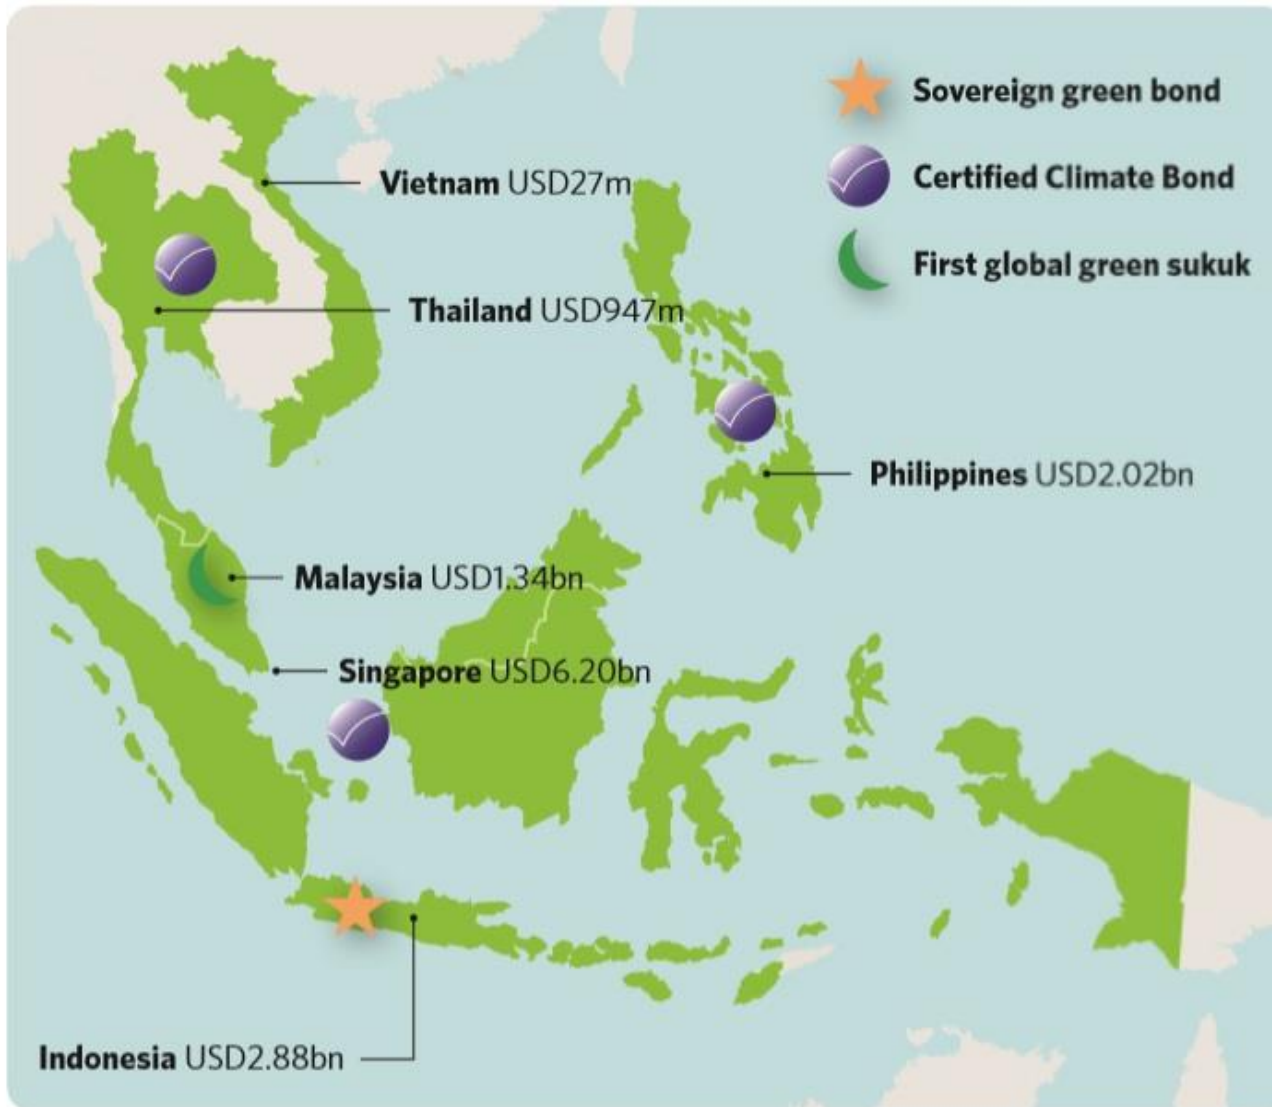 Sovereign green bond
Certified Climate Bond
Vietnam USD27m
First global green sukuk
Thailand USD947m
Philippines USD2.02bn
Malaysia USD1.34bn
Singapore USD6.20bn
Indonesia USD2.88bn